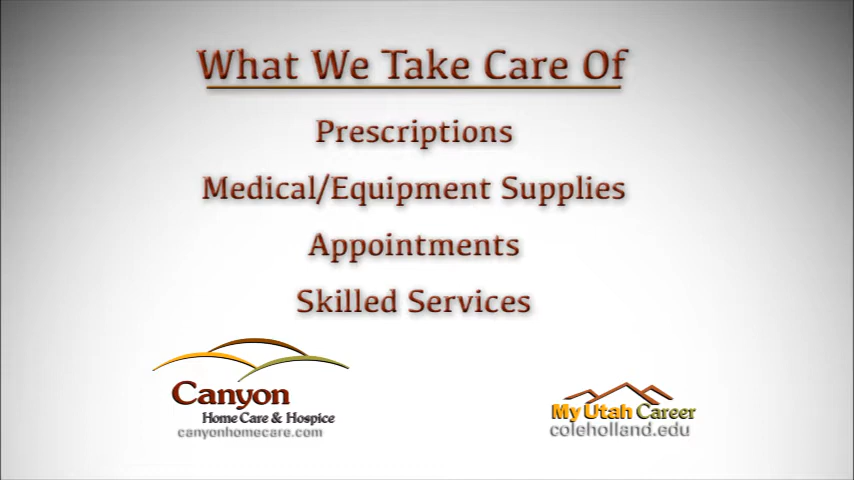 What We Take Care Of
Prescriptions
Medical/Equipment Supplies
Appointments
Skilled Services
Canyon
Home Care & Hospice
canyonhomecare.com
My Utah Career
coleholland.edu